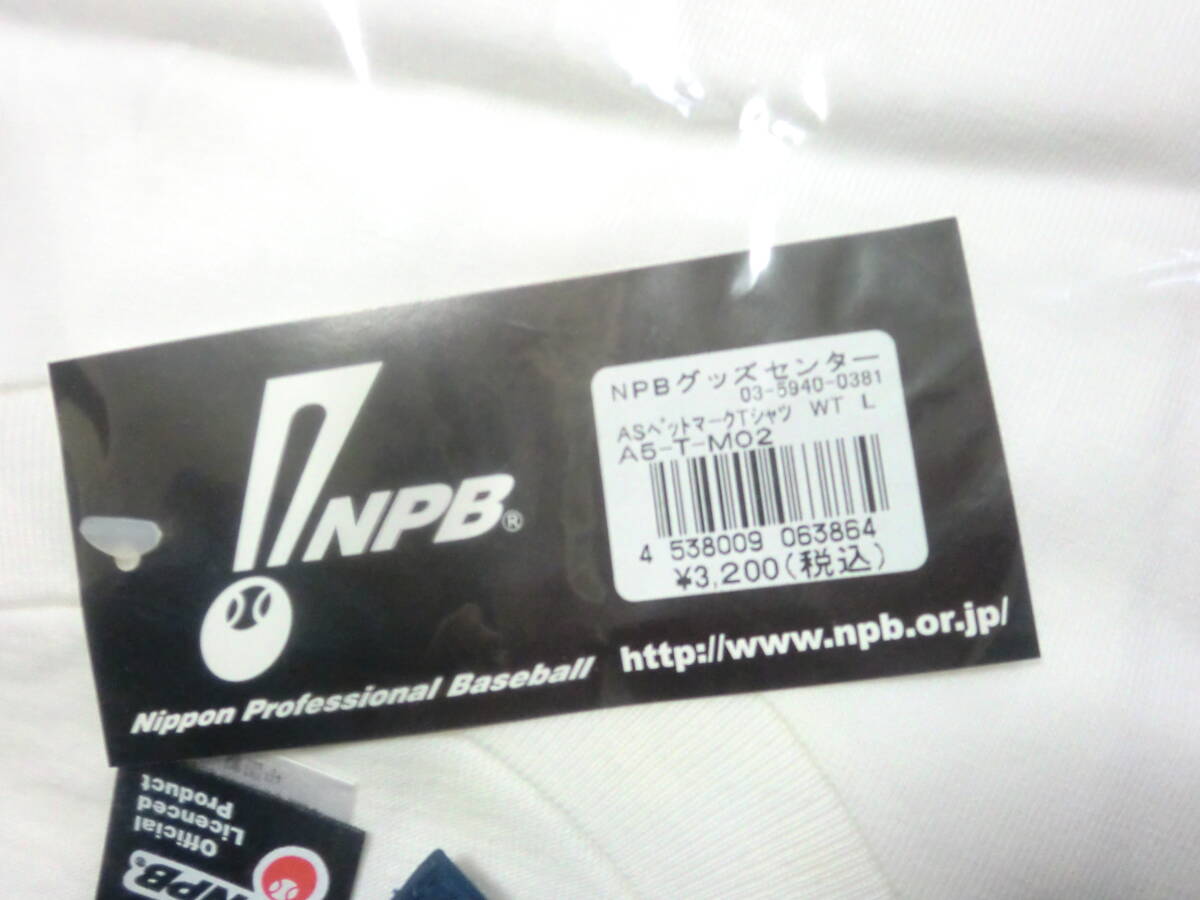 NPBグッズセンター
03-5940-0381
ASペットマークTシャツ WT L
A5-T-M02
4 538009 063864
¥3,200(税込)
NPB®
Nippon Professional Baseball
http://www.npb.or.jp/
Official
Licenced
Product
NPB®